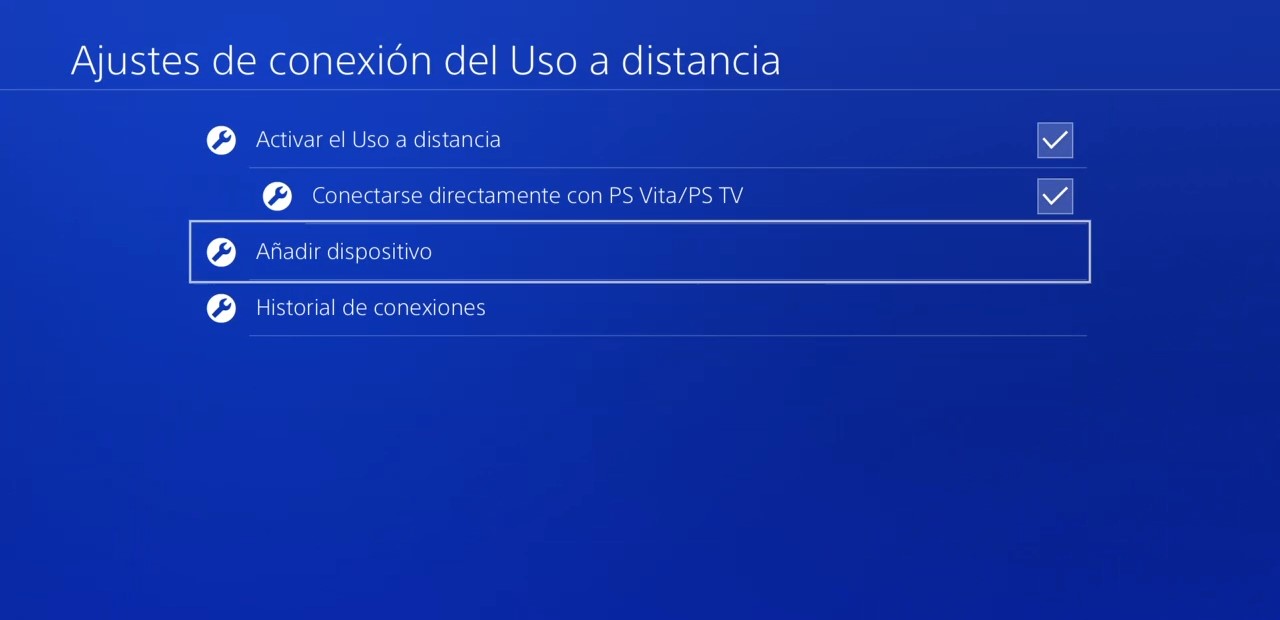 Ajustes de conexión del Uso a distancia
Activar el Uso a distancia
Conectarse directamente con PS Vita/PS TV
Añadir dispositivo
Historial de conexiones